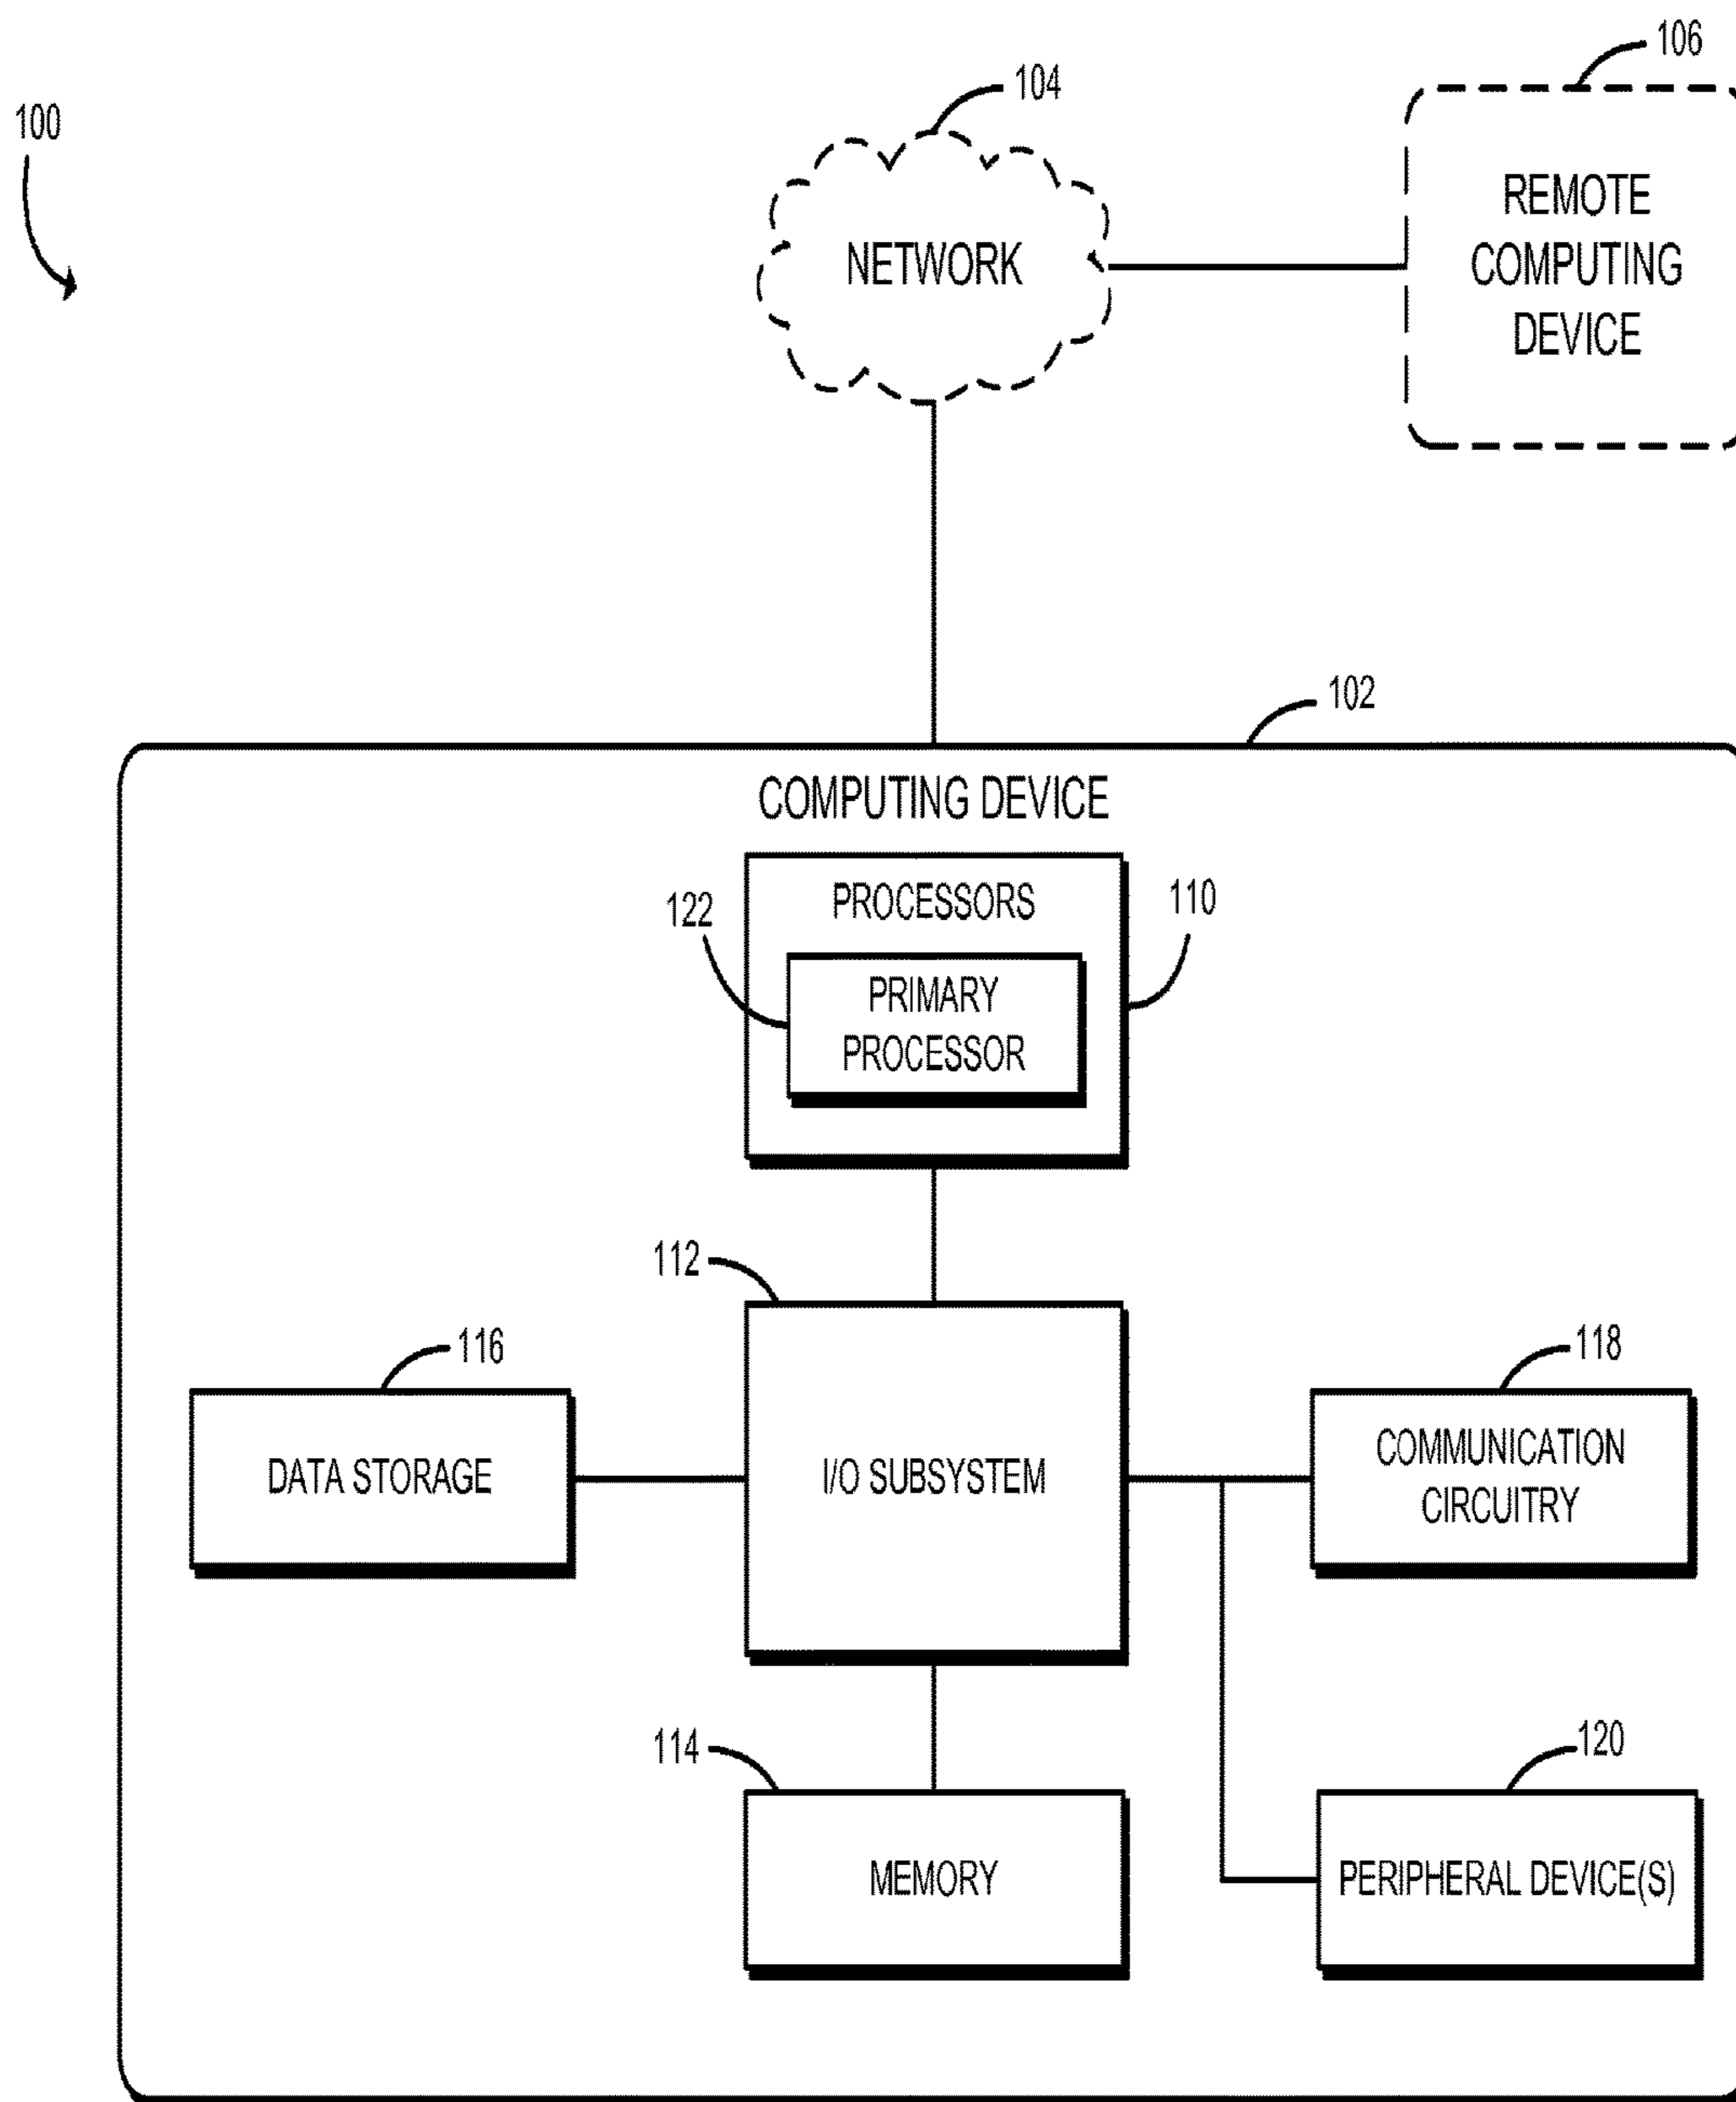 106
104
100
REMOTE
COMPUTING
DEVICE
NETWORK
102
COMPUTING DEVICE
PROCESSORS
110
122
PRIMARY
PROCESSOR
112
116
118
DATA STORAGE
I/O SUBSYSTEM
COMMUNICATION
CIRCUITRY
114
120
MEMORY
PERIPHERAL DEVICE(S)